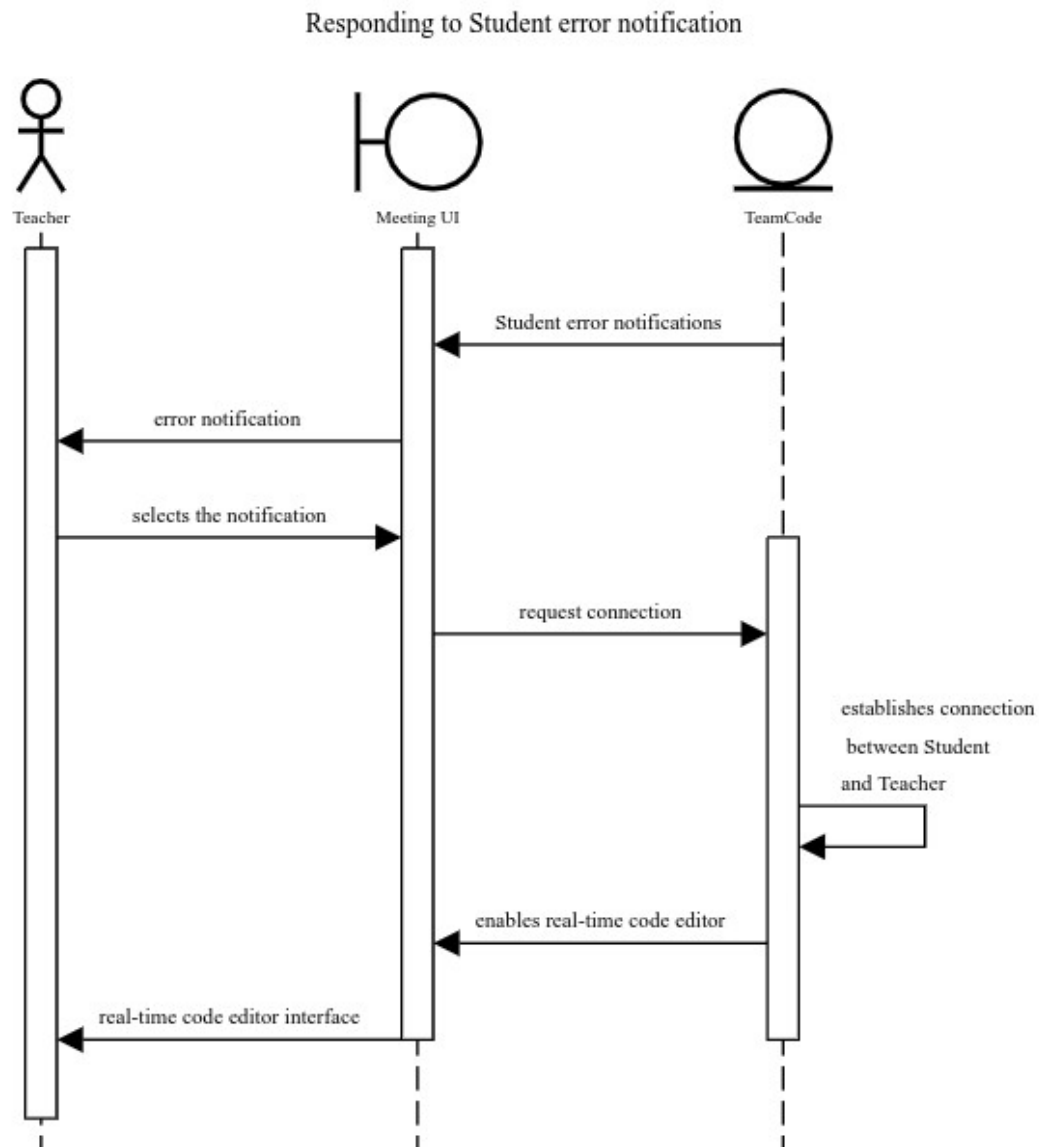 Responding to Student error notification
Teacher
Meeting UI
TeamCode
Student error notifications
error notification
selects the notification
request connection
establishes connection
between Student
and Teacher
enables real-time code editor
real-time code editor interface